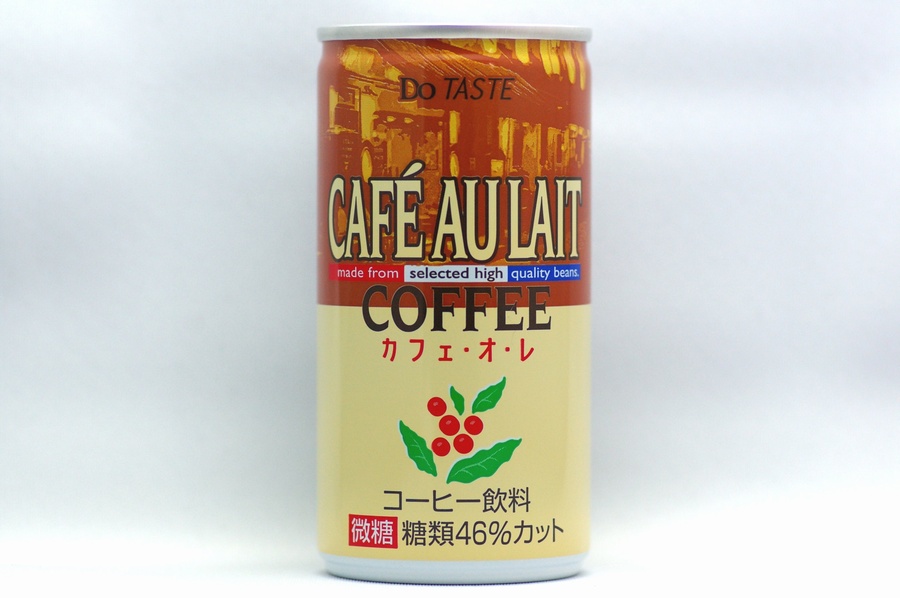 Do TASTE
CAFÉ AU LAIT
made from selected high quality beans.
COFFEE
カフェ・オ・レ
コーヒー飲料
微糖 糖類46%カット